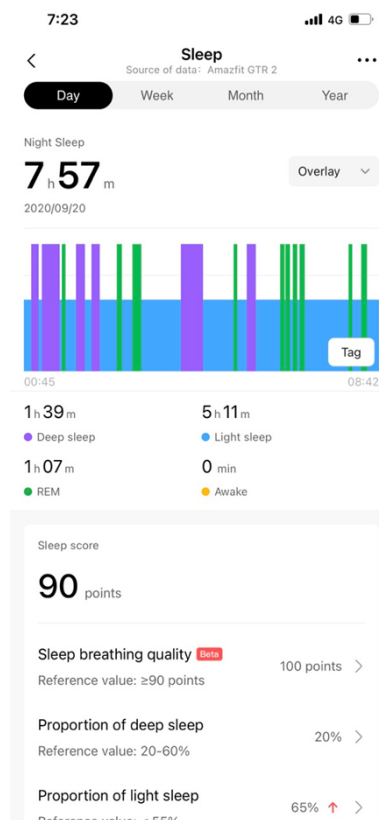 7:23 4G
Sleep
Source of data: Amazfit GTR 2
Day Week Month Year
Night Sleep
7 h 57 m
Overlay
2020/09/20
Tag
00:45 08:42
1 h 39 m 5 h 11 m
Deep sleep Light sleep
1 h 07 m 0 min
REM Awake
Sleep score
90 points
Sleep breathing quality Beta
100 points
Reference value: ≥90 points
Proportion of deep sleep
20%
Reference value: 20-60%
Proportion of light sleep
65% ↑
Reference value: <55%